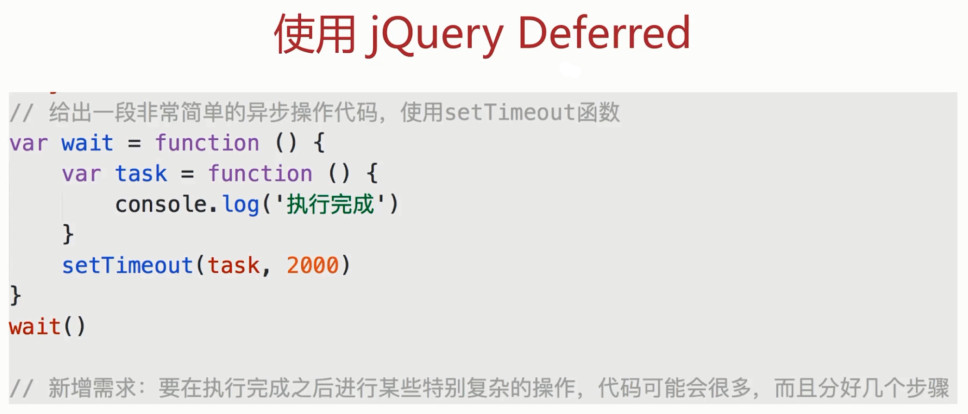 使用 jQuery Deferred
// 给出一段非常简单的异步操作代码，使用setTimeout函数
var wait = function () {
    var task = function () {
        console.log('执行完成')
    }
    setTimeout(task, 2000)
}
wait()
// 新增需求：要在执行完成之后进行某些特别复杂的操作，代码可能会很多，而且分好几个步骤